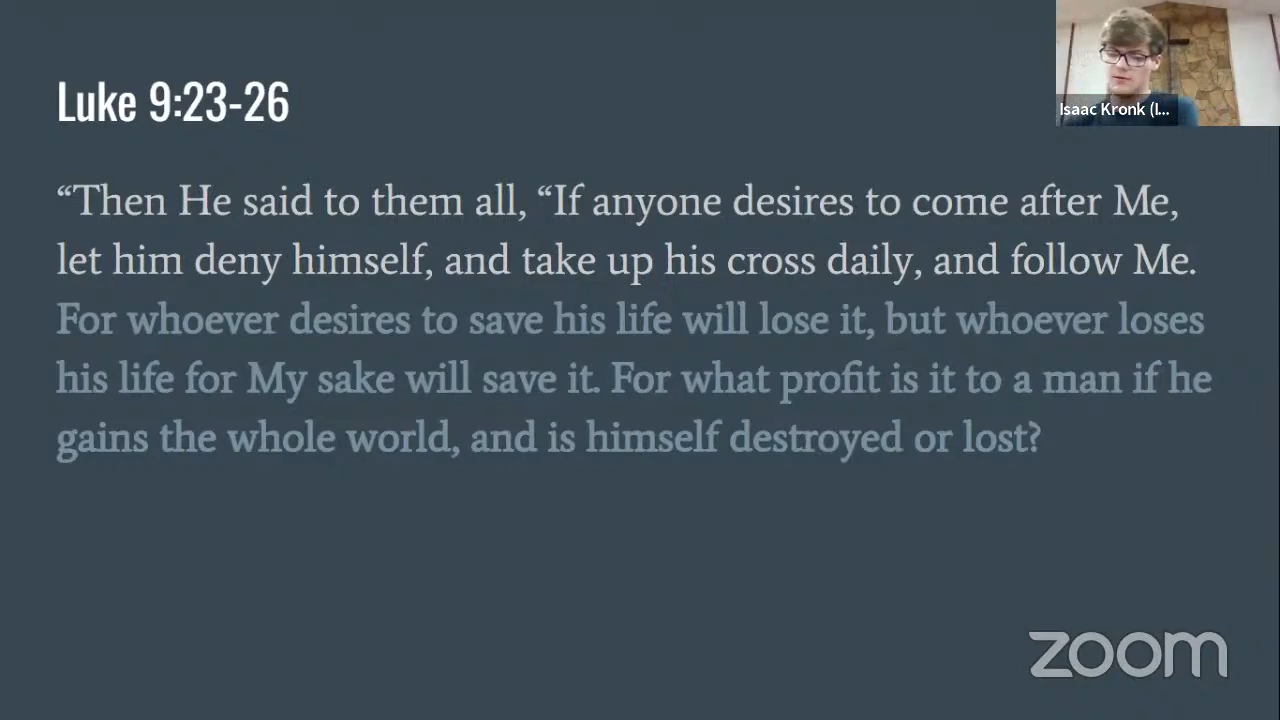 Luke 9:23-26
Isaac Kronk (I...
“Then He said to them all, “If anyone desires to come after Me,
let him deny himself, and take up his cross daily, and follow Me.
For whoever desires to save his life will lose it, but whoever loses
his life for My sake will save it. For what profit is it to a man if he
gains the whole world, and is himself destroyed or lost?
zoom